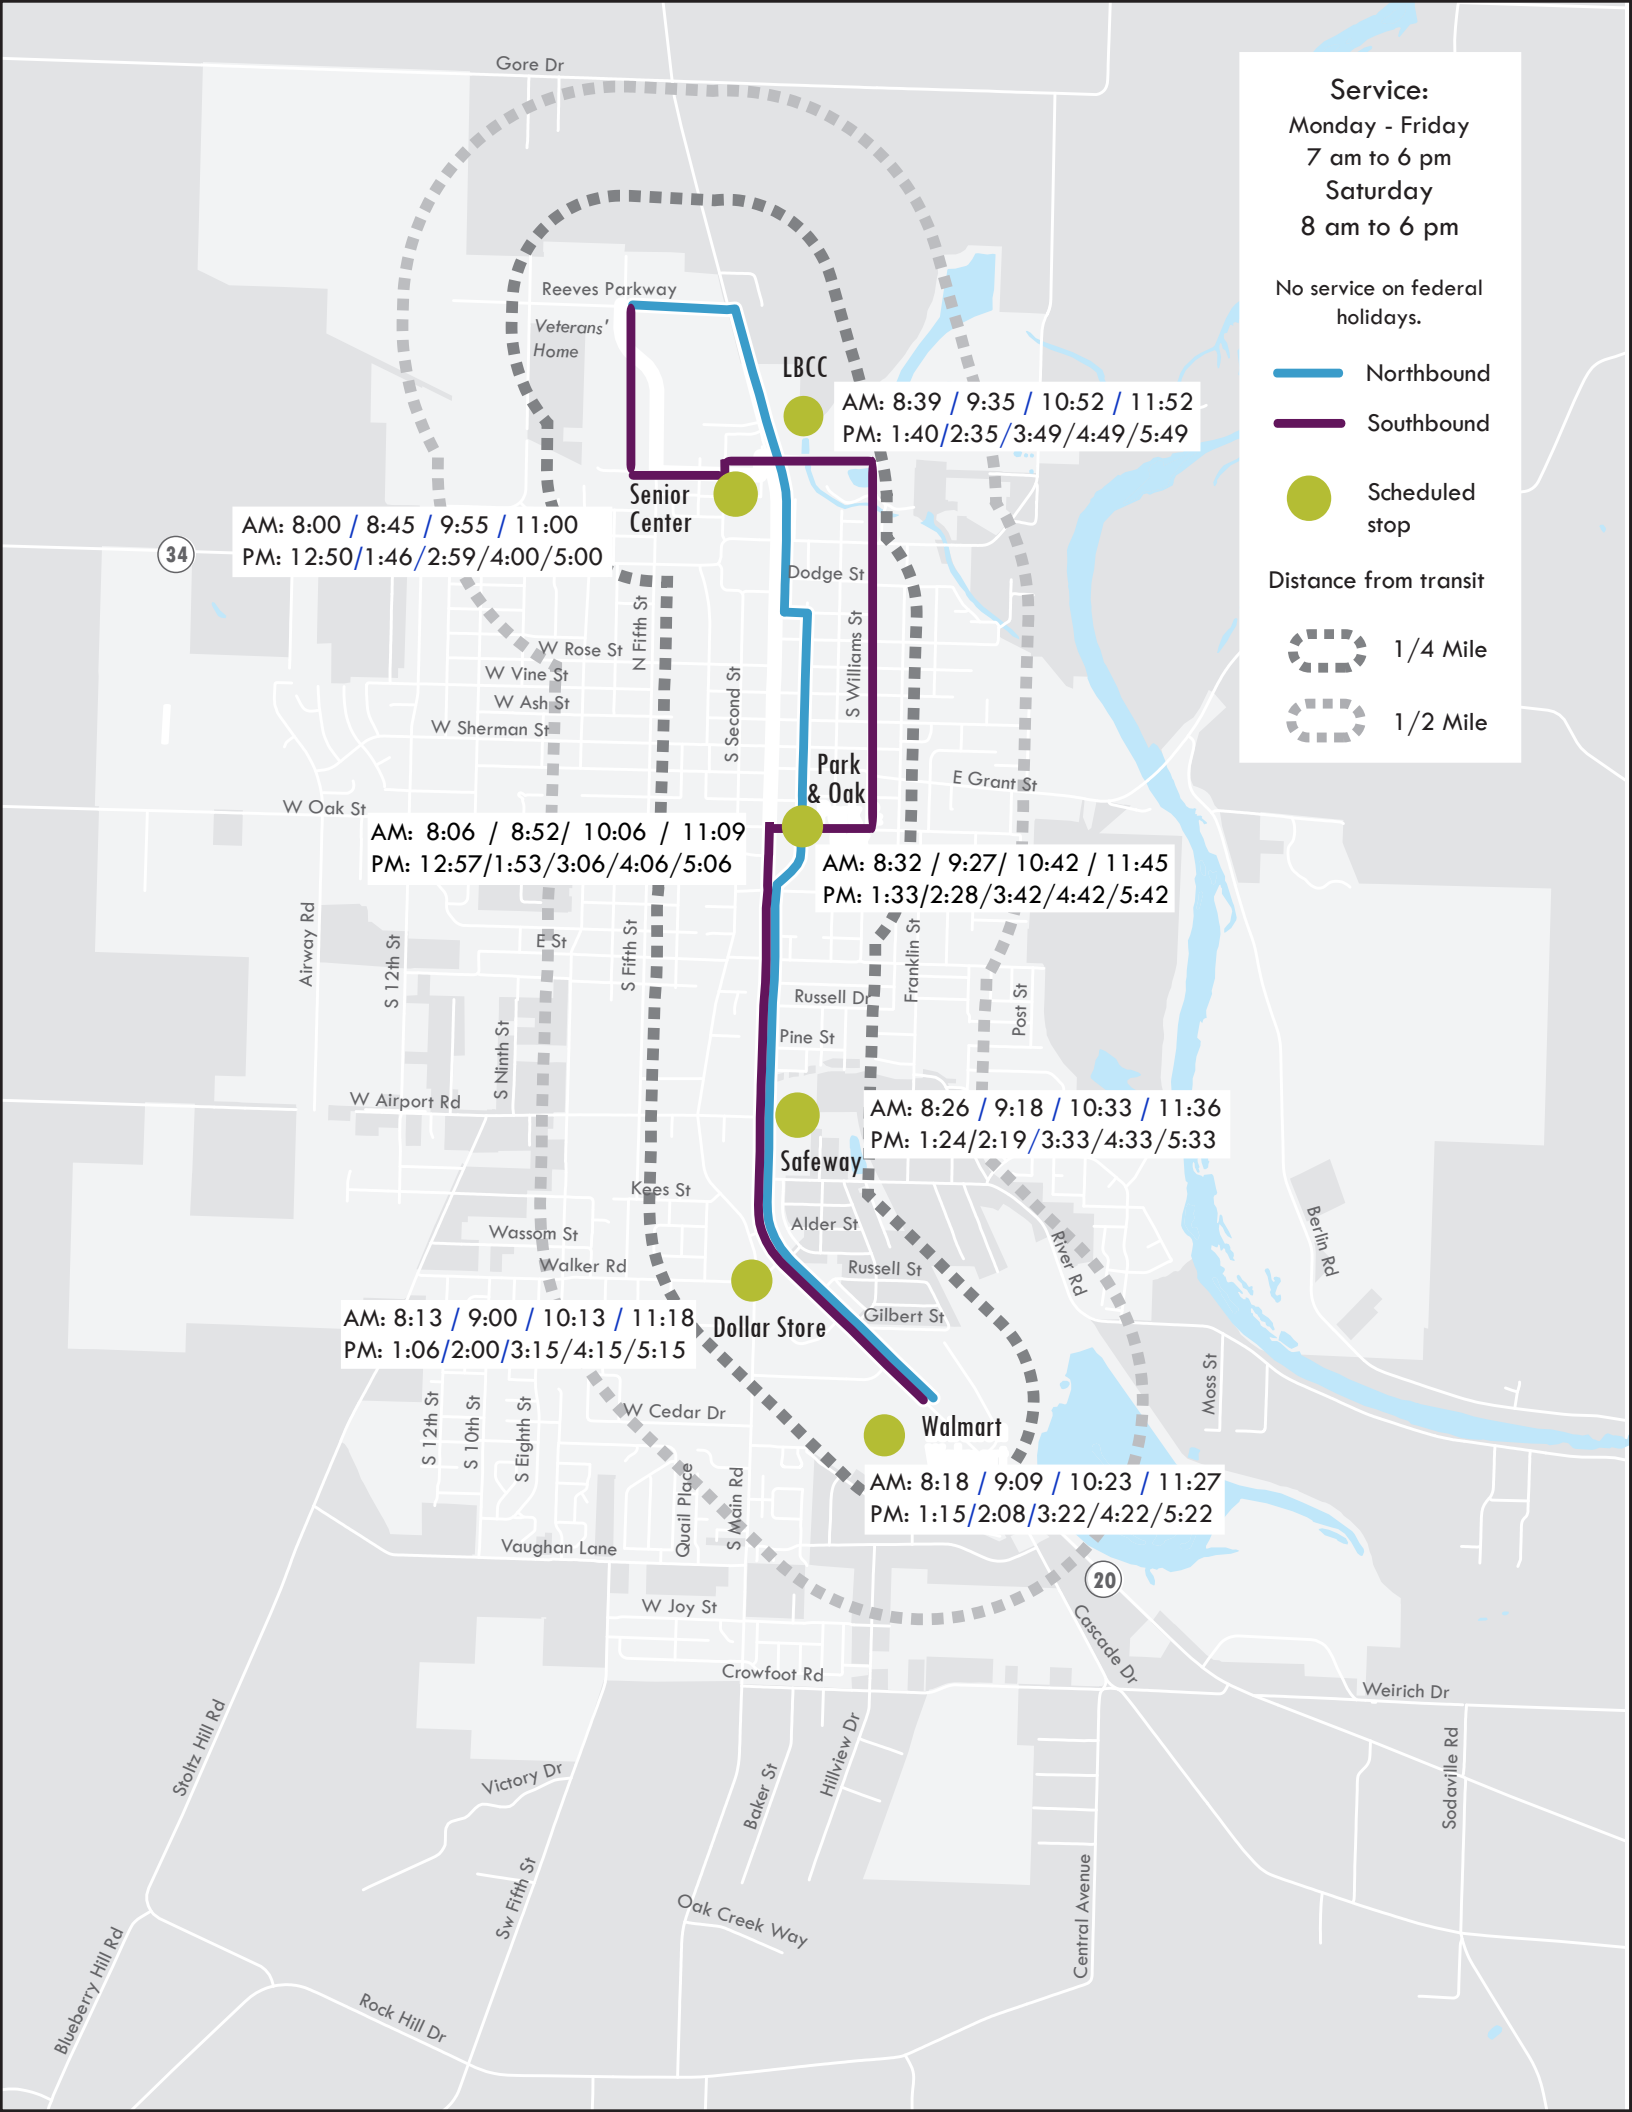 Gore Dr
Service:
Monday - Friday
7 am to 6 pm
Saturday
8 am to 6 pm
No service on federal
holidays.
Northbound
Southbound
Scheduled
stop
Distance from transit
1/4 Mile
1/2 Mile
Reeves Parkway
Veterans'
Home
LBCC
AM: 8:39 / 9:35 / 10:52 / 11:52
PM: 1:40/2:35/3:49/4:49/5:49
Senior
Center
AM: 8:00 / 8:45 / 9:55 / 11:00
PM: 12:50/1:46/2:59/4:00/5:00
34
Dodge St
N Fifth St
S Williams St
W Rose St
W Vine St
W Ash St
W Sherman St
S Second St
Park
& Oak
E Grant St
W Oak St
AM: 8:06 / 8:52/ 10:06 / 11:09
PM: 12:57/1:53/3:06/4:06/5:06
AM: 8:32 / 9:27/ 10:42 / 11:45
PM: 1:33/2:28/3:42/4:42/5:42
Airway Rd
S 12th St
E St
S Fifth St
Franklin St
Russell Dr
Post St
Pine St
S Ninth St
W Airport Rd
AM: 8:26 / 9:18 / 10:33 / 11:36
PM: 1:24/2:19/3:33/4:33/5:33
Safeway
Kees St
Alder St
Wassom St
Walker Rd
Russell St
River Rd
Berlin Rd
Gilbert St
AM: 8:13 / 9:00 / 10:13 / 11:18
PM: 1:06/2:00/3:15/4:15/5:15
Dollar Store
Moss St
S 12th St
S 10th St
S Eighth St
W Cedar Dr
Walmart
AM: 8:18 / 9:09 / 10:23 / 11:27
PM: 1:15/2:08/3:22/4:22/5:22
Quail Place
S Main Rd
Vaughan Lane
20
W Joy St
Cascade Dr
Crowfoot Rd
Weirich Dr
Stoltz Hill Rd
Victory Dr
Baker St
Hillview Dr
Sodaville Rd
Sw Fifth St
Oak Creek Way
Central Avenue
Blueberry Hill Rd
Rock Hill Dr